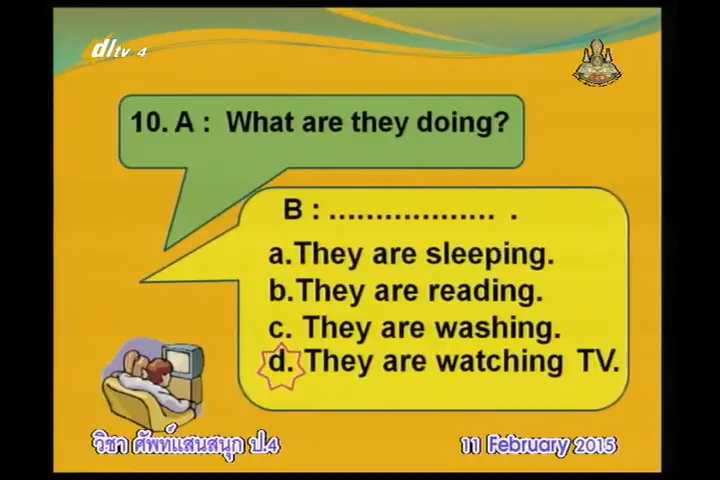 dltv 4
10. A : What are they doing?
B : .................. .
a.They are sleeping.
b.They are reading.
c. They are washing.
d. They are watching TV.
วิชา ศัพท์แสนสนุก ป.4
11 February 2015